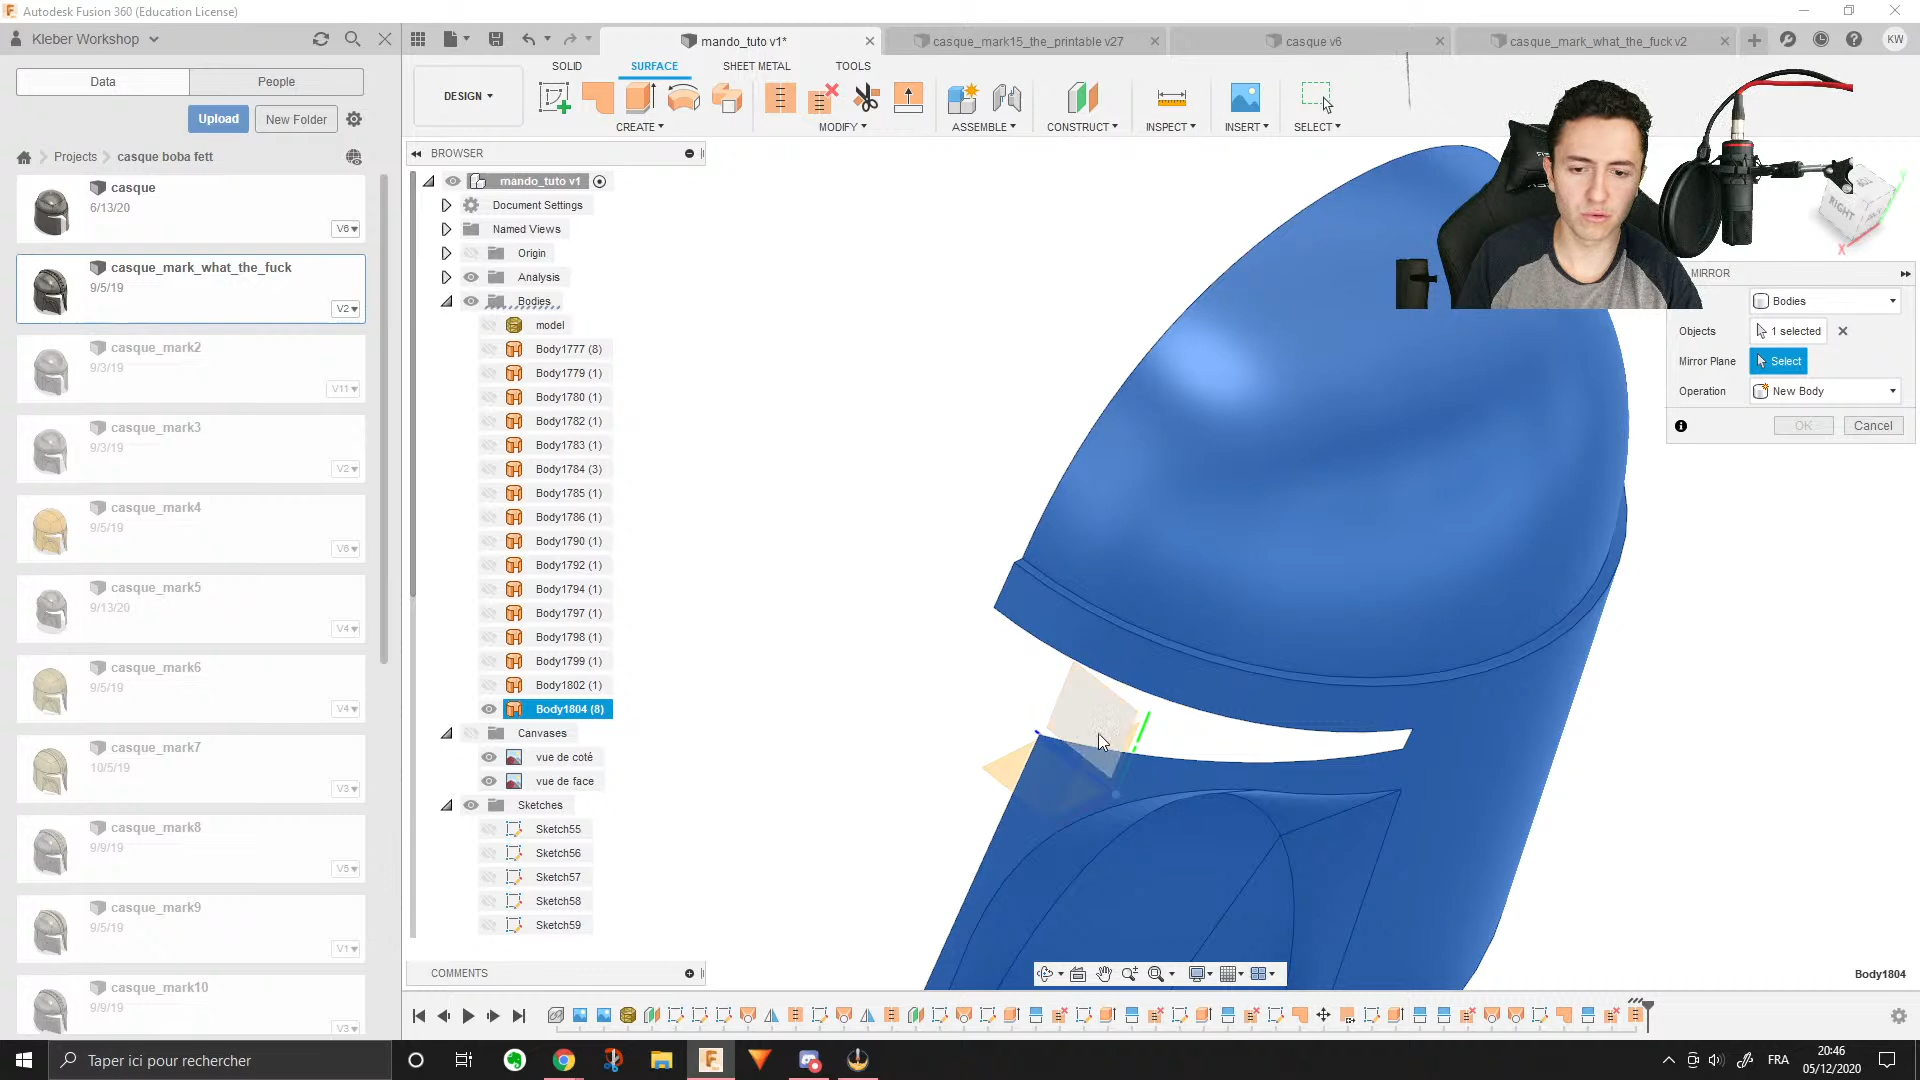 Autodesk Fusion 360 (Education License)
Kleber Workshop
mando_tuto v1*
casque_mark15_the_printable v27
casque v6
casque_mark_what_the_fuck v2
KW
Data
People
Upload
New Folder
Projects
casque boba fett
casque
6/13/20
V6
casque_mark_what_the_fuck
9/5/19
V2
casque_mark2
9/3/19
V11
casque_mark3
9/3/19
V2
casque_mark4
9/5/19
V6
casque_mark5
9/13/20
V4
casque_mark6
9/5/19
V4
casque_mark7
10/5/19
V3
casque_mark8
9/9/19
V5
casque_mark9
9/5/19
V1
casque_mark10
9/9/19
V3
SOLID
SURFACE
SHEET METAL
TOOLS
DESIGN
CREATE
MODIFY
ASSEMBLE
CONSTRUCT
INSPECT
INSERT
SELECT
BROWSER
mando_tuto v1
Document Settings
Named Views
Origin
Analysis
Bodies
model
Body1777 (8)
Body1779 (1)
Body1780 (1)
Body1782 (1)
Body1783 (1)
Body1784 (3)
Body1785 (1)
Body1786 (1)
Body1790 (1)
Body1792 (1)
Body1794 (1)
Body1797 (1)
Body1798 (1)
Body1799 (1)
Body1802 (1)
Body1804 (8)
Canvases
vue de coté
vue de face
Sketches
Sketch55
Sketch56
Sketch57
Sketch58
Sketch59
COMMENTS
RIGHT
X
MIRROR
Bodies
Objects
1 selected
Mirror Plane
Select
Operation
New Body
OK
Cancel
Body1804
Taper ici pour rechercher
FRA
20:46
05/12/2020